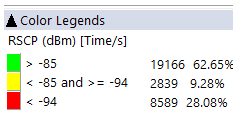 Color Legends
RSCP (dBm) [Time/s]
> -85 19166 62.65%
< -85 and >= -94 2839 9.28%
< -94 8589 28.08%